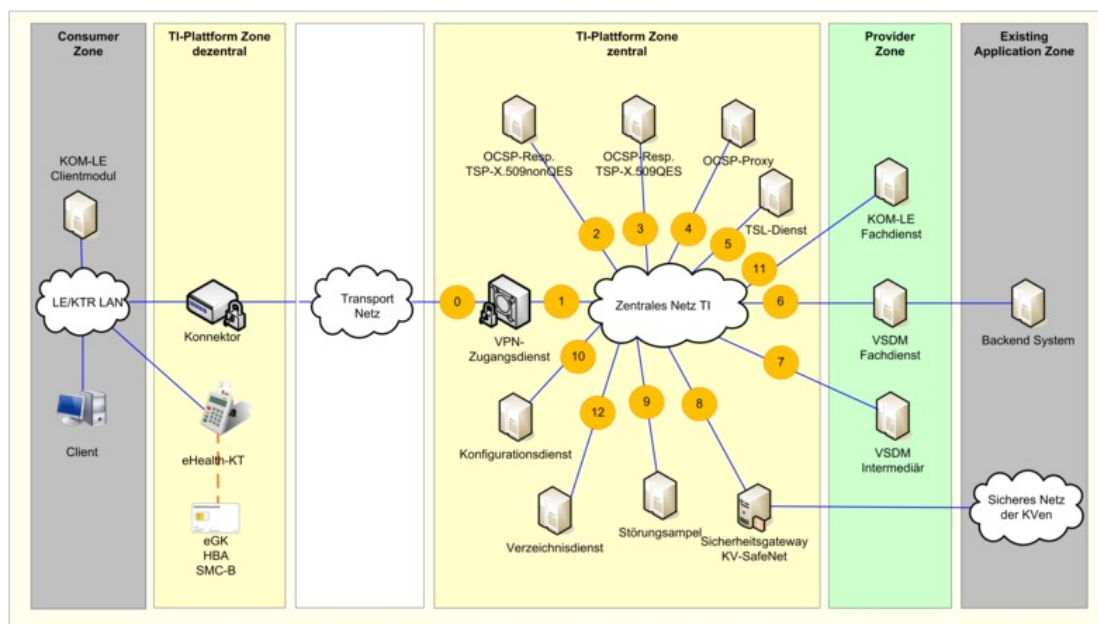 Consumer
Zone
TI-Plattform Zone
dezentral
TI-Plattform Zone
zentral
Provider
Zone
Existing
Application Zone
KOM-LE
Clientmodul
LE/KTR LAN
Client
Konnektor
eHealth-KT
eGK
HBA
SMC-B
Transport
Netz
0
VPN-
Zugangsdienst
1
OCSP-Resp.
TSP-X.509nonQES
OCSP-Resp.
TSP-X.509QES
OCSP-Proxy
TSL-Dienst
2
3
4
5
11
6
7
8
9
12
10
Zentrales Netz TI
Konfigurationsdienst
Verzeichnisdienst
Störungsampel
Sicherheitsgateway
KV-SafeNet
KOM-LE
Fachdienst
VSDM
Fachdienst
VSDM
Intermediär
Backend System
Sicheres Netz
der KVen